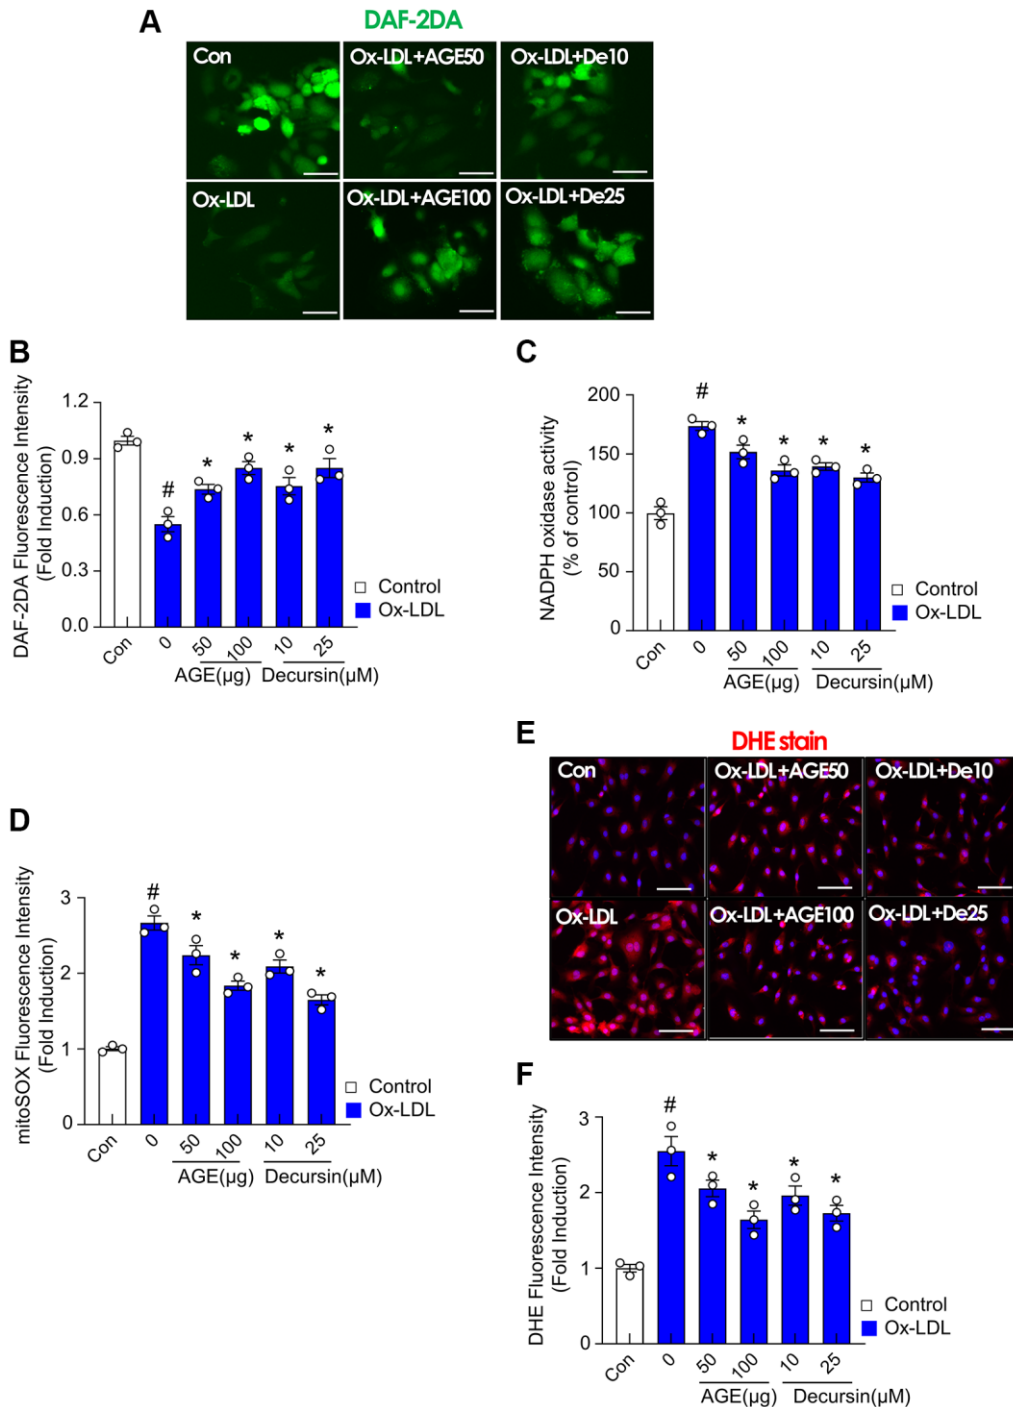 A
DAF-2DA
Con
Ox-LDL+AGE50
Ox-LDL+De10
Ox-LDL
Ox-LDL+AGE100
Ox-LDL+De25
B
DAF-2DA Fluorescence Intensity
(Fold Induction)
1.2
0.9
0.6
0.3
0.0
#
*
*
*
*
Control
Ox-LDL
Con
0
50
100
10
25
AGE(µg)
Decursin(µM)
C
NADPH oxidase activity
(% of control)
200
150
100
50
0
#
*
*
*
*
Control
Ox-LDL
Con
0
50
100
10
25
AGE(µg)
Decursin(µM)
D
mitoSOX Fluorescence Intensity
(Fold Induction)
3
2
1
0
#
*
*
*
*
Control
Ox-LDL
Con
0
50
100
10
25
AGE(µg)
Decursin(µM)
E
DHE stain
Con
Ox-LDL+AGE50
Ox-LDL+De10
Ox-LDL
Ox-LDL+AGE100
Ox-LDL+De25
F
DHE Fluorescence Intensity
(Fold Induction)
3
2
1
0
#
*
*
*
*
Control
Ox-LDL
Con
0
50
100
10
25
AGE(µg)
Decursin(µM)